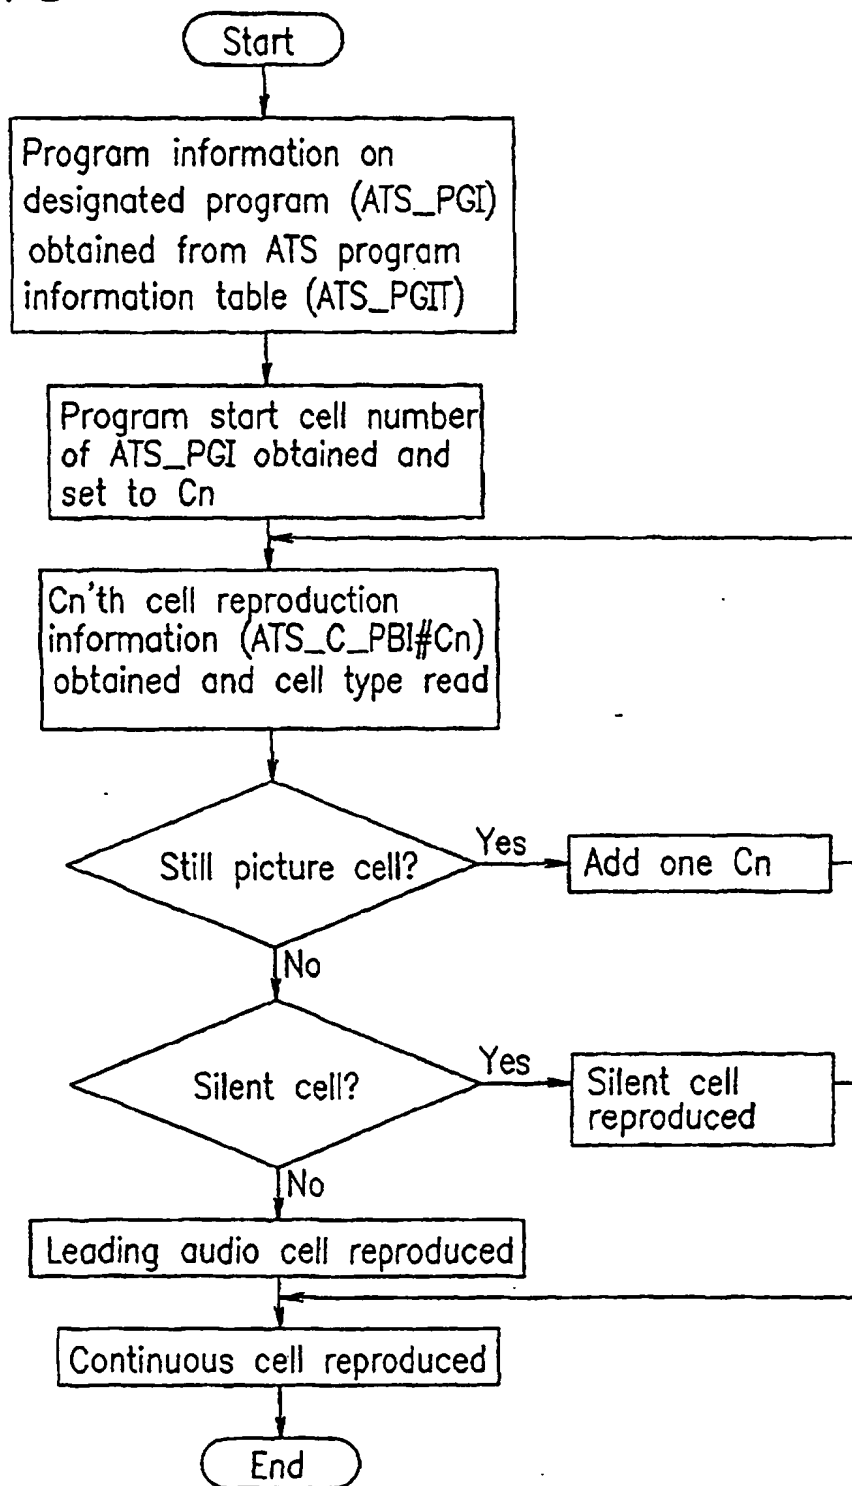 Start
Program information on
designated program (ATS_PGI)
obtained from ATS program
information table (ATS_PGIT)
Program start cell number
of ATS_PGI obtained and
set to Cn
Cn'th cell reproduction
information (ATS_C_PBI#Cn)
obtained and cell type read
Still picture cell?
Yes
Add one Cn
No
Silent cell?
Yes
Silent cell
reproduced
No
Leading audio cell reproduced
Continuous cell reproduced
End